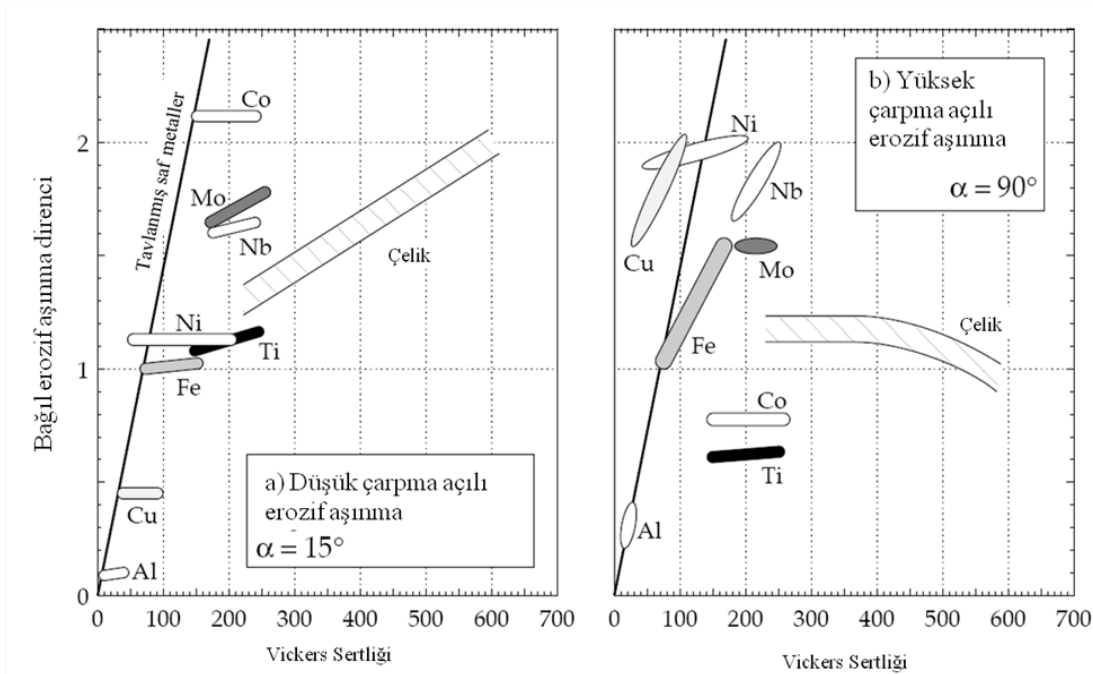 Bağıl erozif aşınma direnci
2
1
0
Tavlanmış saf metaller
Co
Mo
Nb
Çelik
Ni
Ti
Fe
Cu
Al
a) Düşük çarpma açılı
erozif aşınma
α = 15°
0 100 200 300 400 500 600 700
Vickers Sertliği
b) Yüksek
çarpma açılı
erozif aşınma
α = 90°
Ni
Nb
Cu
Mo
Fe
Çelik
Co
Ti
Al
0 100 200 300 400 500 600 700
Vickers Sertliği